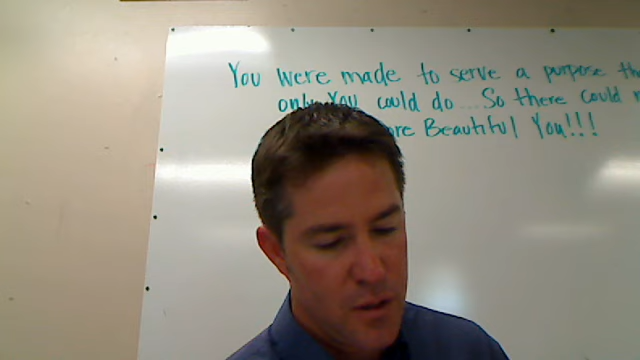 You were made to serve a purpose
only You could do... So there could
Beautiful You!!!